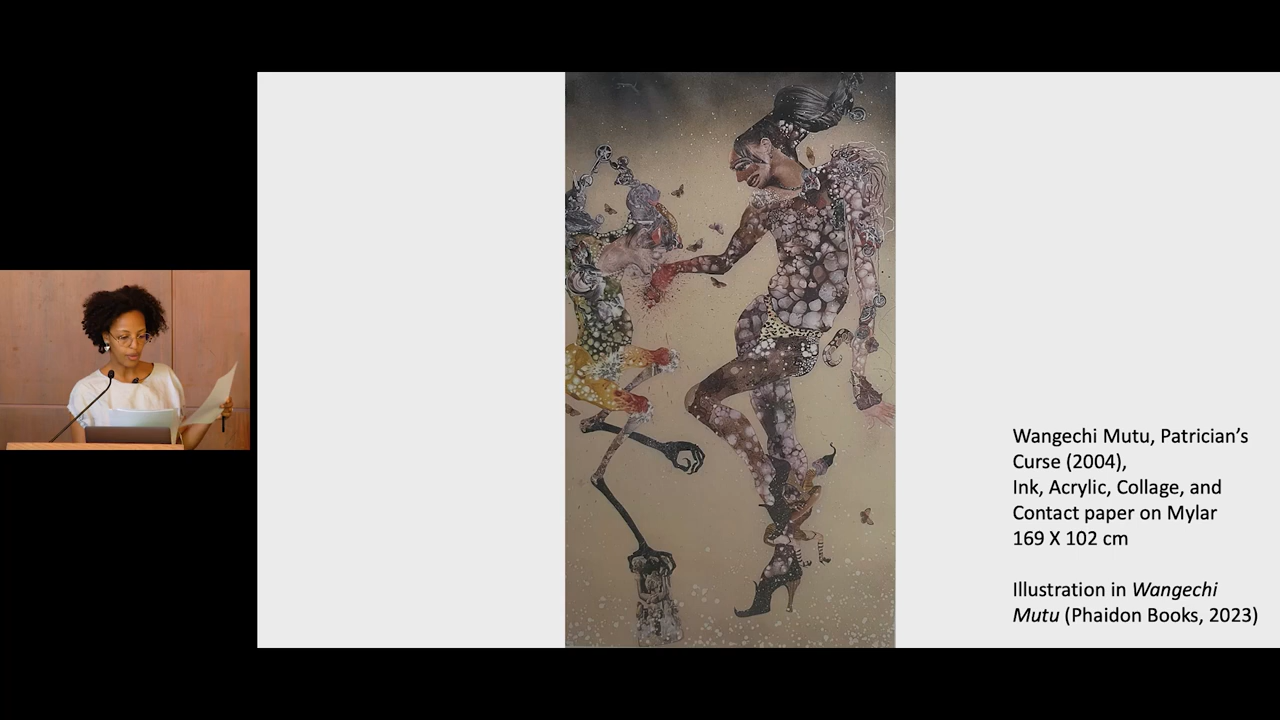 Wangechi Mutu, Patrician’s
Curse (2004),
Ink, Acrylic, Collage, and
Contact paper on Mylar
169 X 102 cm
Illustration in Wangechi
Mutu (Phaidon Books, 2023)